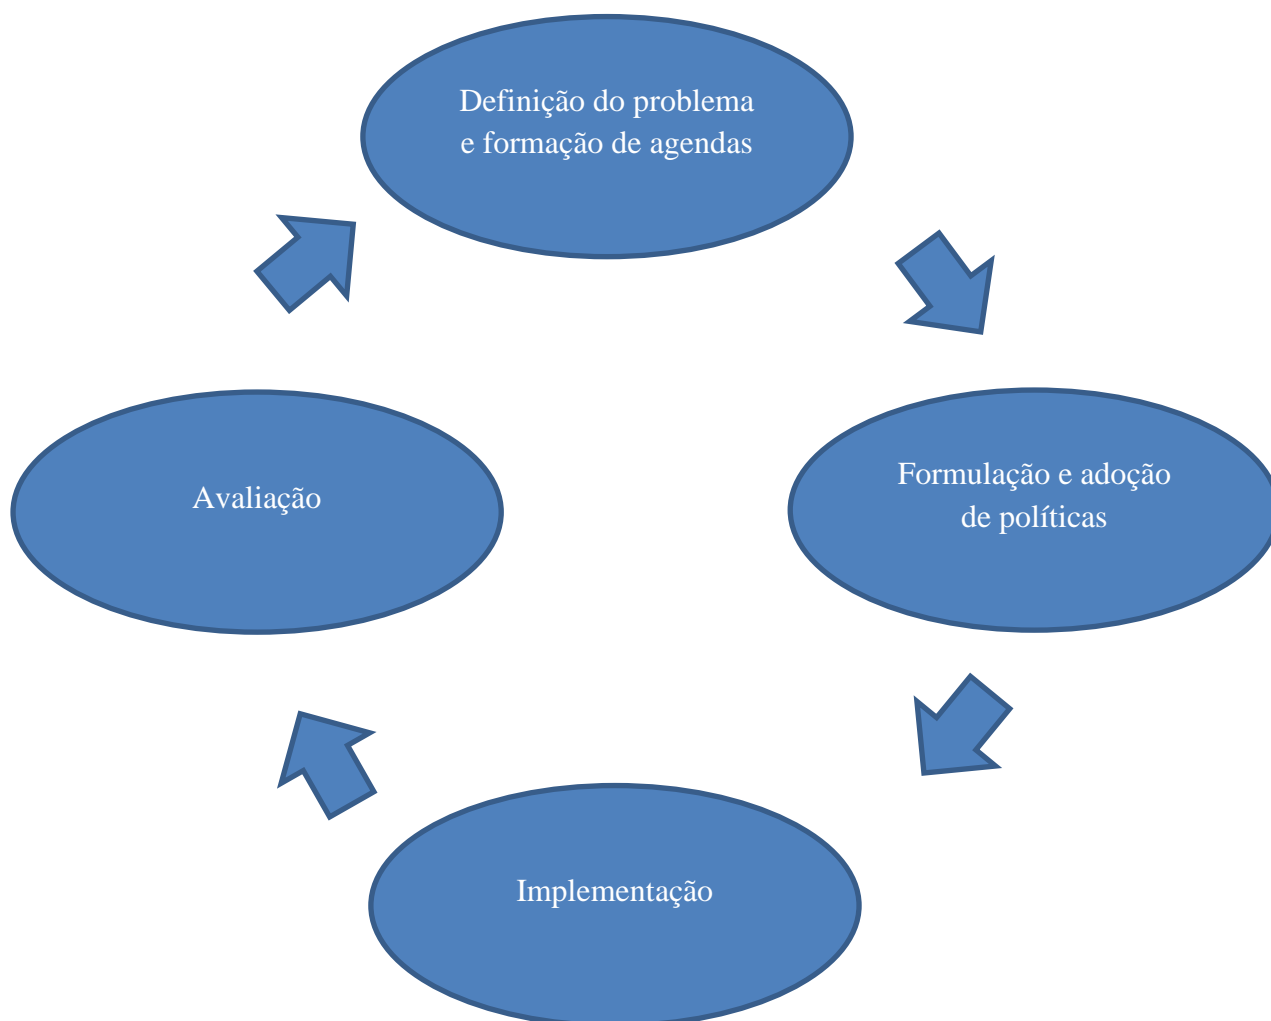 Definição do problema
e formação de agendas
Formulação e adoção
de políticas
Avaliação
Implementação